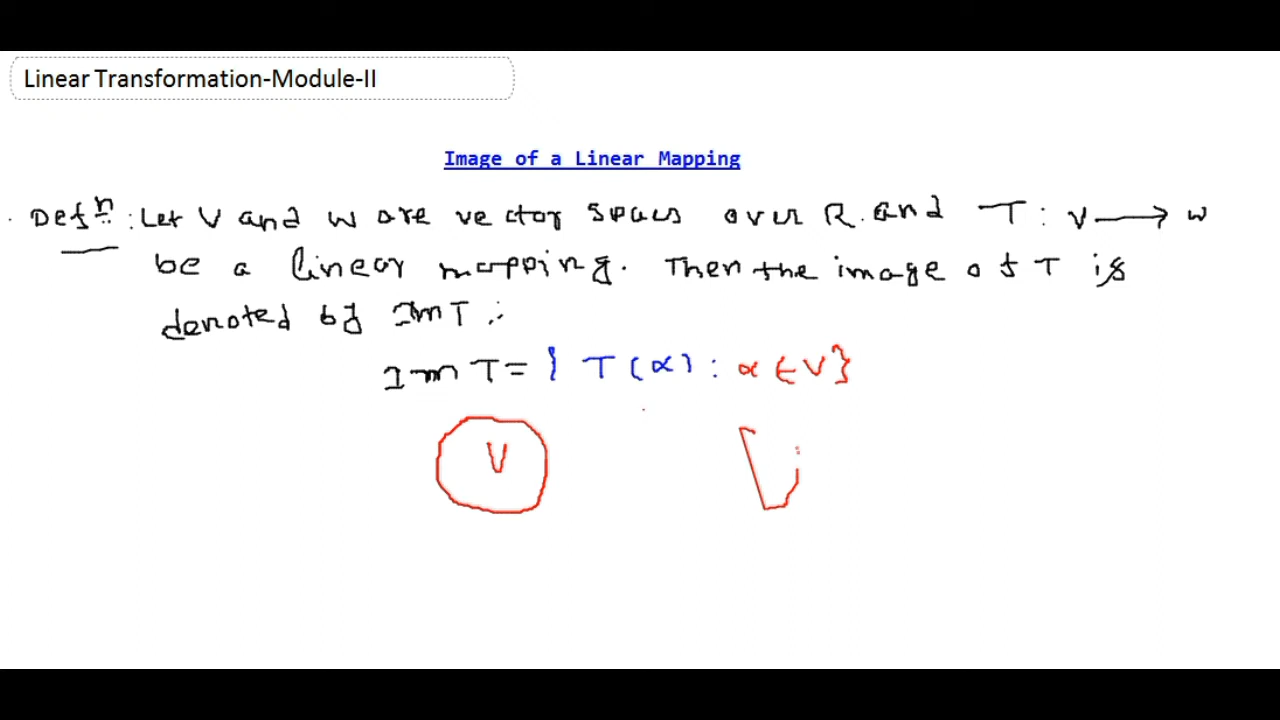 Linear Transformation-Module-II
Image of a Linear Mapping
Defn: Let V and W are vector spaces over R. and T : V ⟶ W
be a linear mapping. Then the image of T is
denoted by ImT :
Im T = { T(α) : α ∈ V}
V